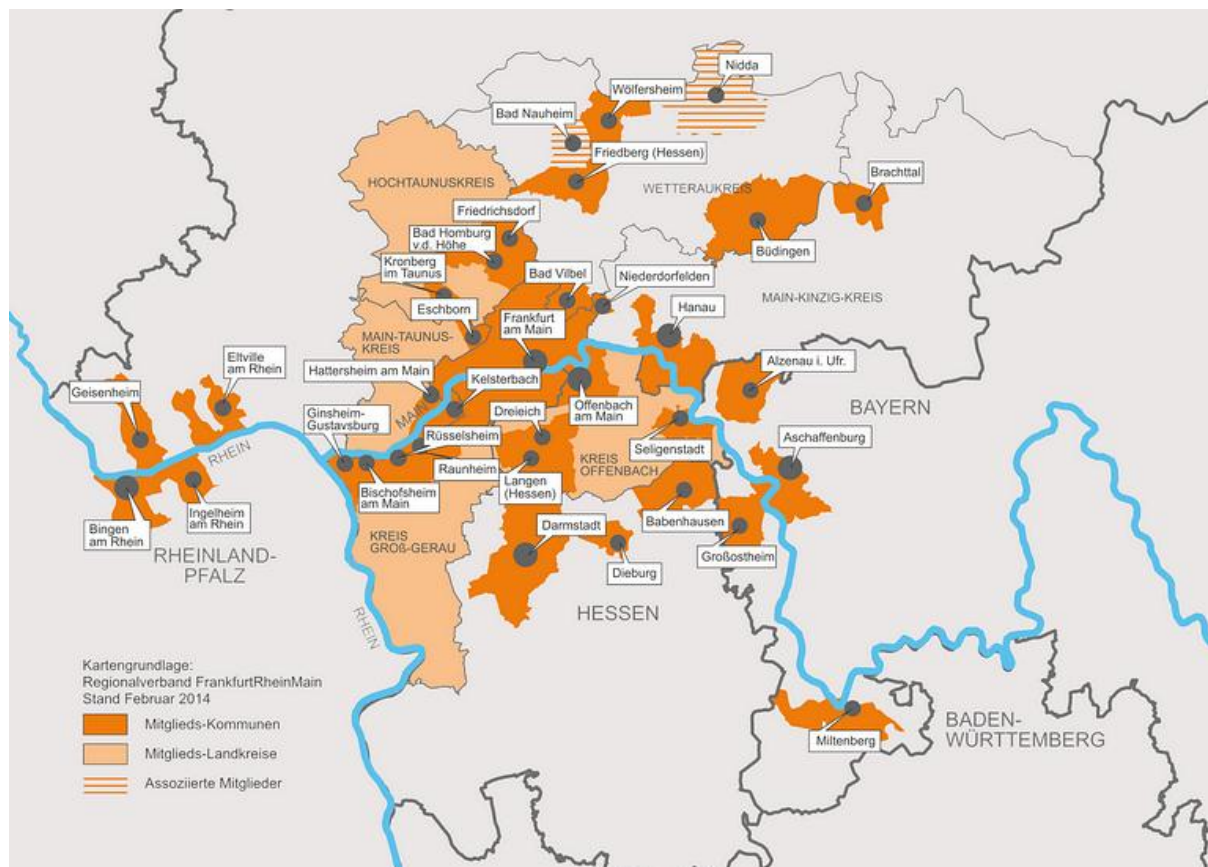 Nidda
Wölfersheim
Bad Nauheim
Friedberg (Hessen)
HOCHTAUNUSKREIS
WETTERAUKREIS
Brachttal
Friedrichsdorf
Bad Homburg
v.d. Höhe
Büdingen
Kronberg
im Taunus
Bad Vilbel
Niederdorfelden
Eschborn
Hanau
MAIN-KINZIG-KREIS
Frankfurt
am Main
MAIN-TAUNUS-
KREIS
Eltville
am Rhein
Hattersheim am Main
Alzenau i. Ufr.
Geisenheim
Kelsterbach
MAIN
Offenbach
am Main
BAYERN
Ginsheim-
Gustavsburg
Dreieich
Seligenstadt
Aschaffenburg
Rüsselsheim
RHEIN
KREIS
OFFENBACH
Raunheim
Bischofsheim
am Main
Langen
(Hessen)
Ingelheim
am Rhein
Bingen
am Rhein
Babenhausen
Darmstadt
KREIS
GROß-GERAU
Großostheim
RHEINLAND-
PFALZ
Dieburg
HESSEN
RHEIN
Kartengrundlage:
Regionalverband FrankfurtRheinMain
Stand Februar 2014
Mitglieds-Kommunen
Mitglieds-Landkreise
Assoziierte Mitglieder
BADEN-
WÜRTTEMBERG
Miltenberg